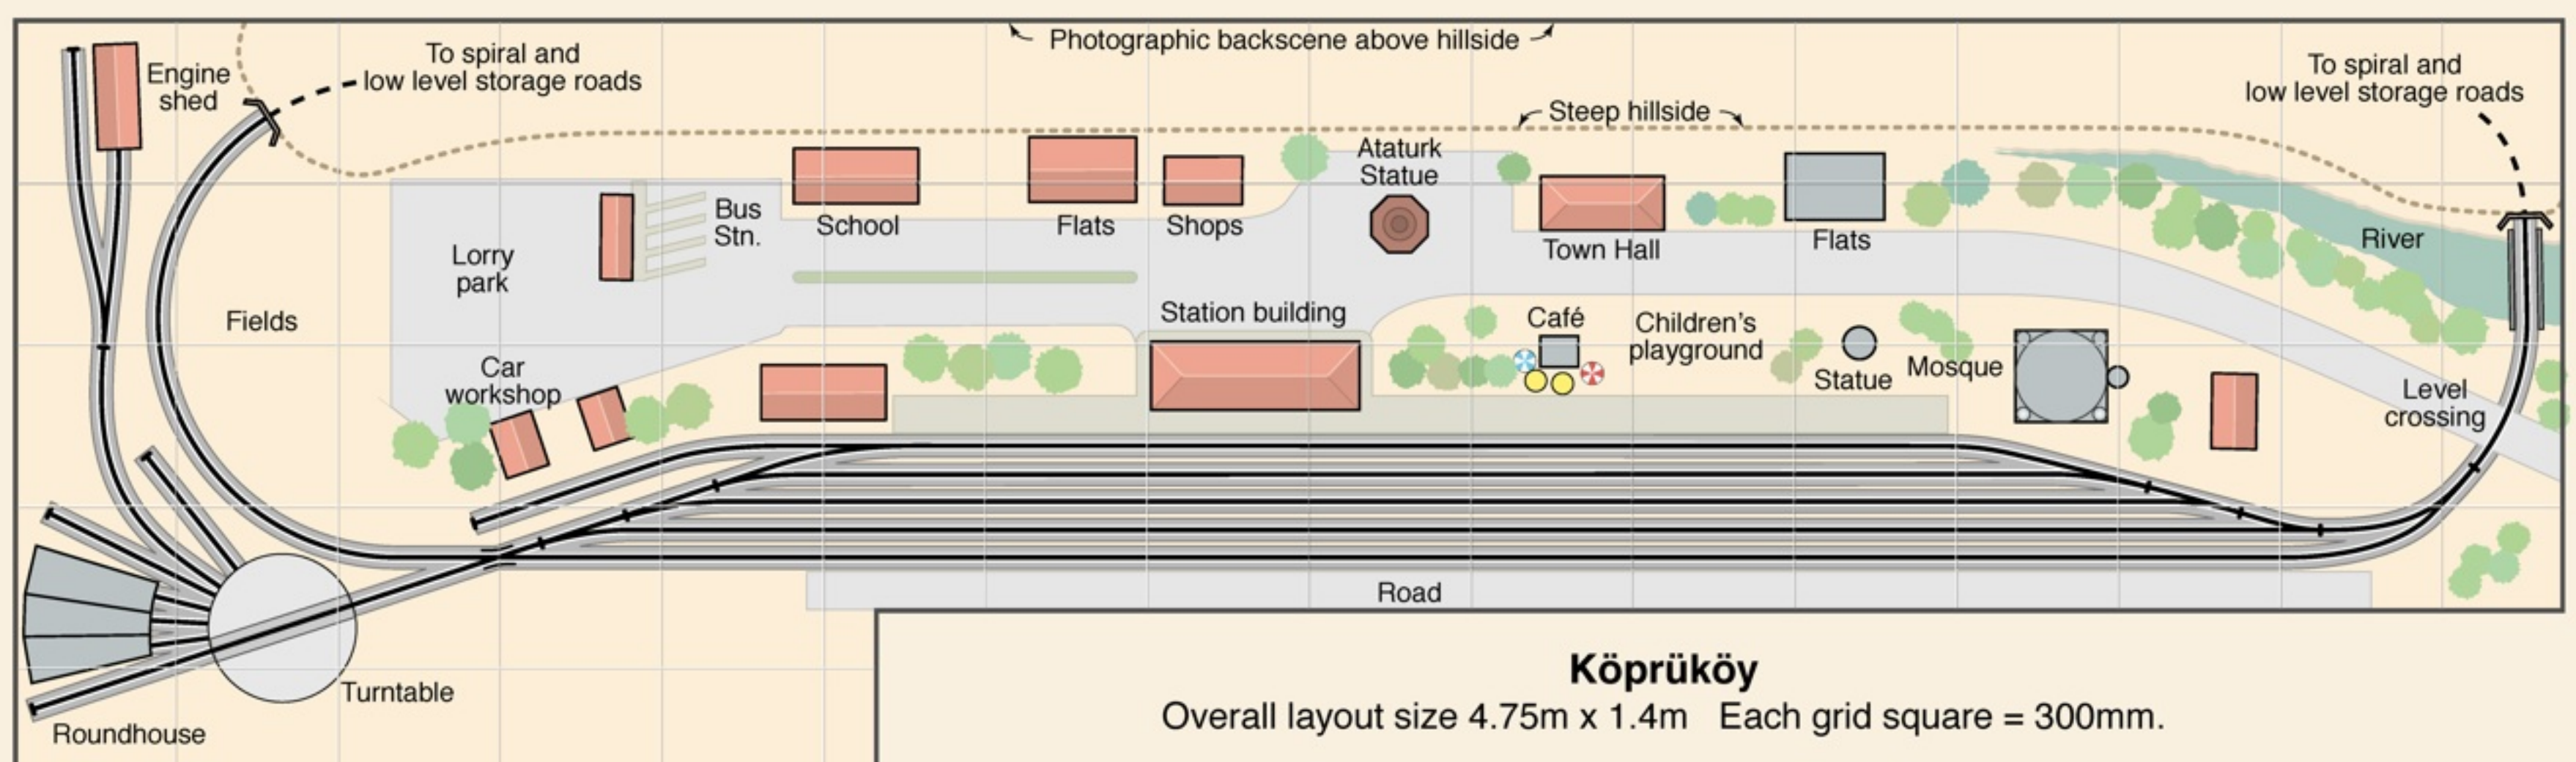 Photographic backscene above hillside
To spiral and
low level storage roads
To spiral and
low level storage roads
Engine
shed
Steep hillside
Ataturk
Statue
Bus
Stn.
School
Flats
Shops
Town Hall
Flats
River
Lorry
park
Fields
Station building
Café
Children's
playground
Statue
Mosque
Car
workshop
Level
crossing
Road
Turntable
Roundhouse
Köprüköy
Overall layout size 4.75m x 1.4m Each grid square = 300mm.